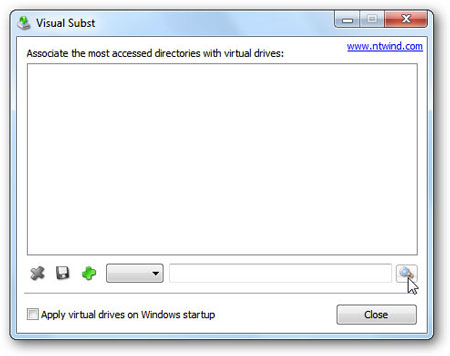 Visual Subst
www.ntwind.com
Associate the most accessed directories with virtual drives:
Apply virtual drives on Windows startup
Close